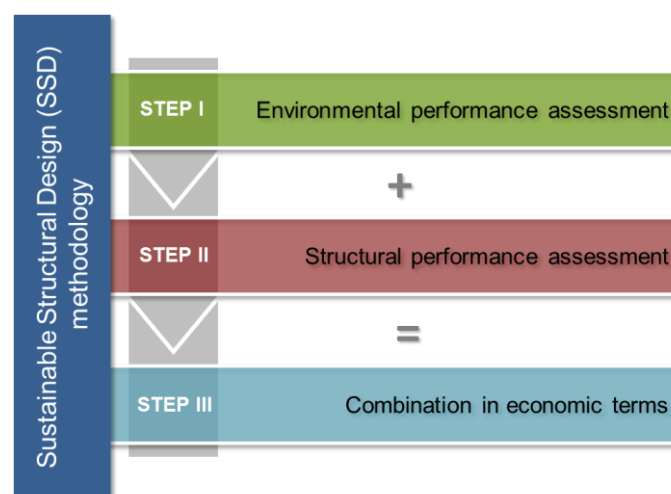 Sustainable Structural Design (SSD)
methodology
STEP I
Environmental performance assessment
+
STEP II
Structural performance assessment
=
STEP III
Combination in economic terms